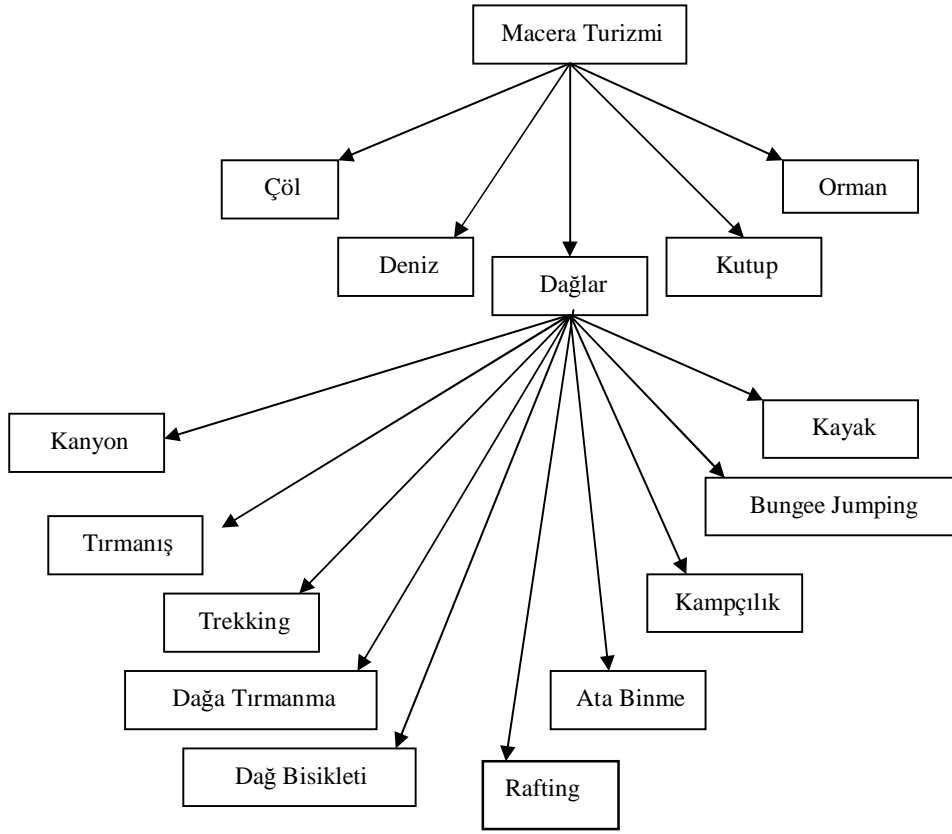 Macera Turizmi
Çöl
Orman
Deniz
Kutup
Dağlar
Kanyon
Kayak
Bungee Jumping
Tırmanış
Kampçılık
Trekking
Dağa Tırmanma
Ata Binme
Dağ Bisikleti
Rafting